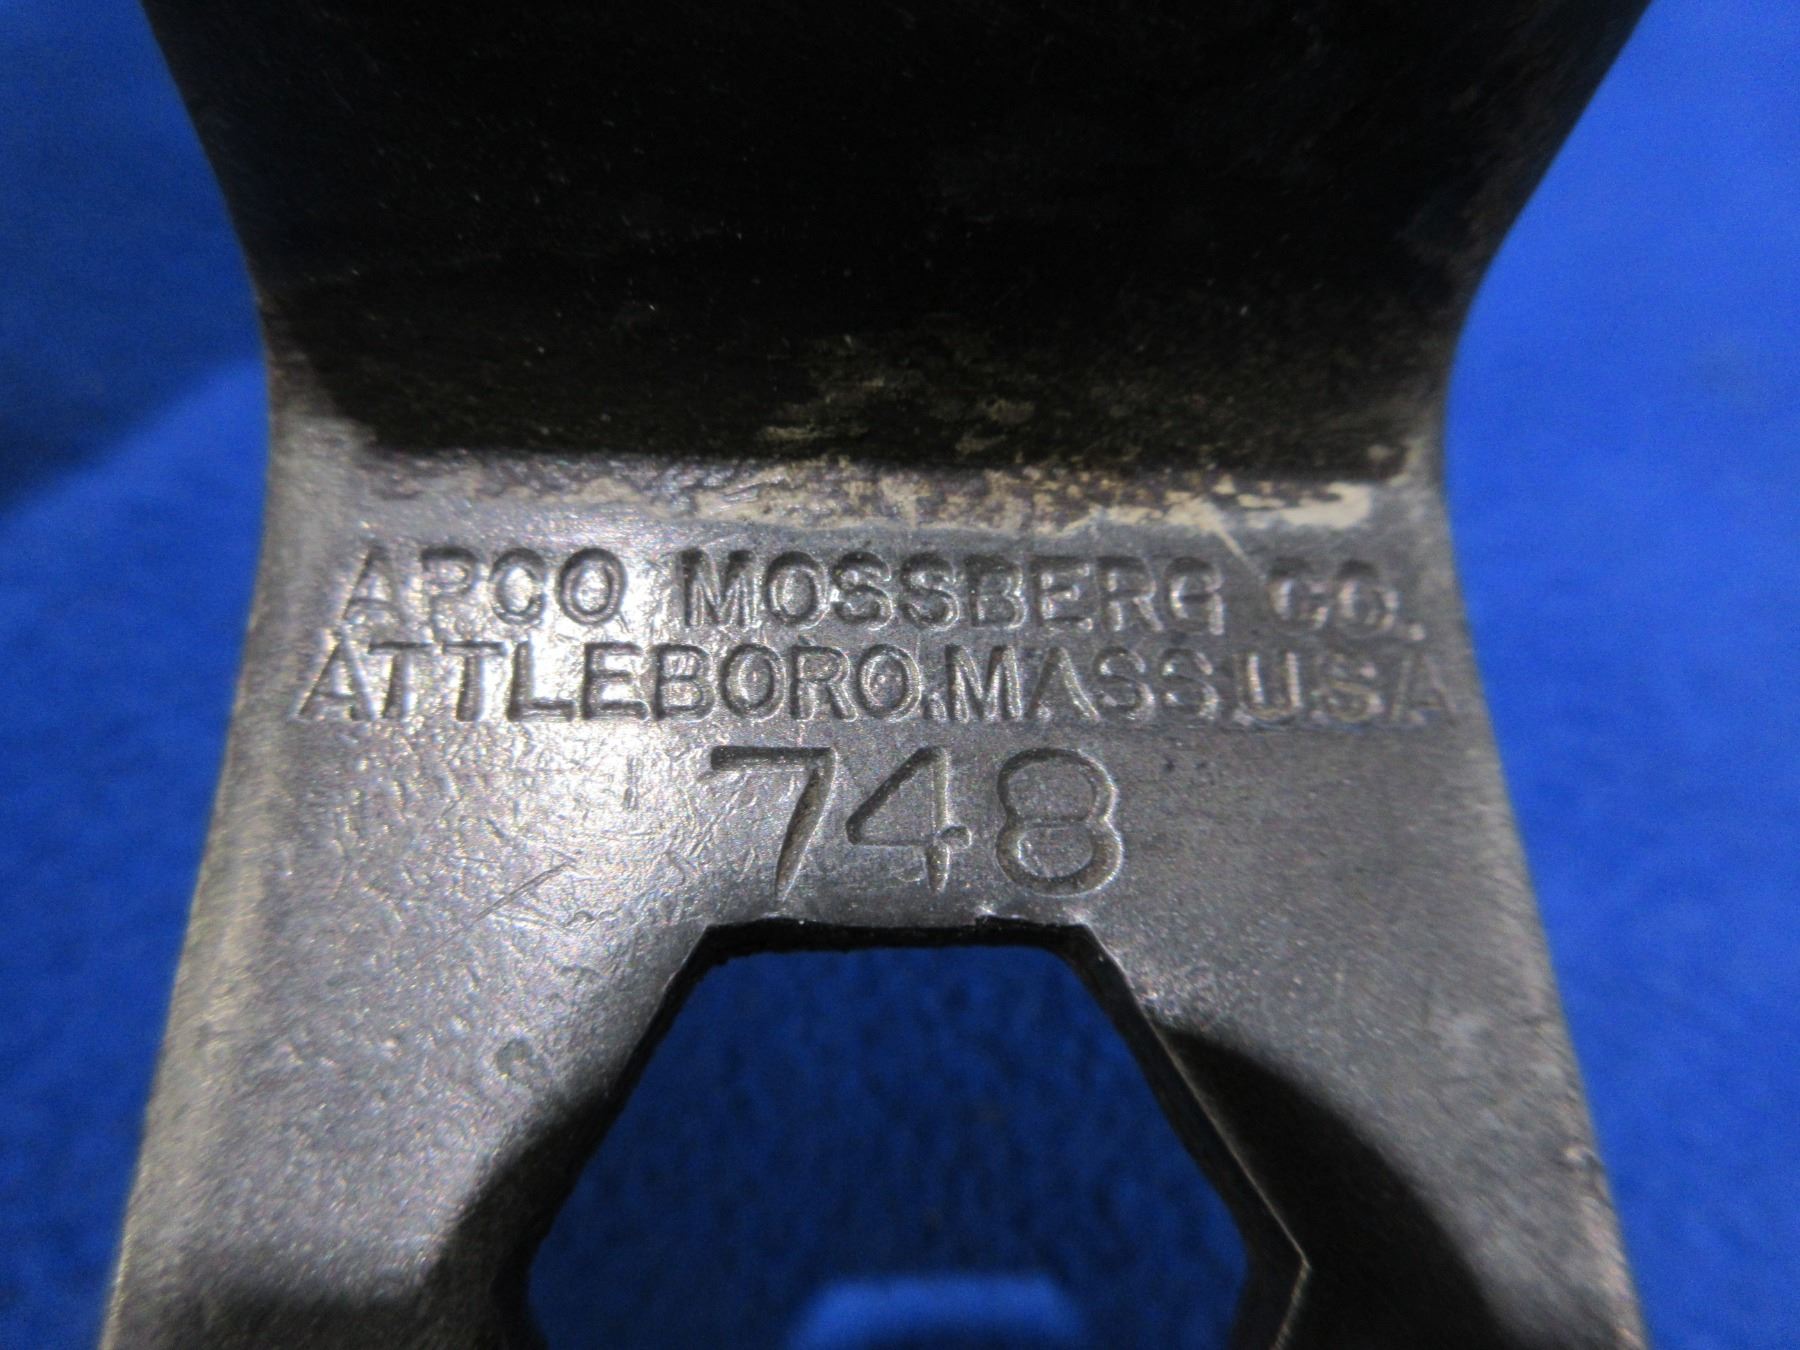 APCO MOSSBERG CO.
ATTLEBORO.MASS.U.S.A
748